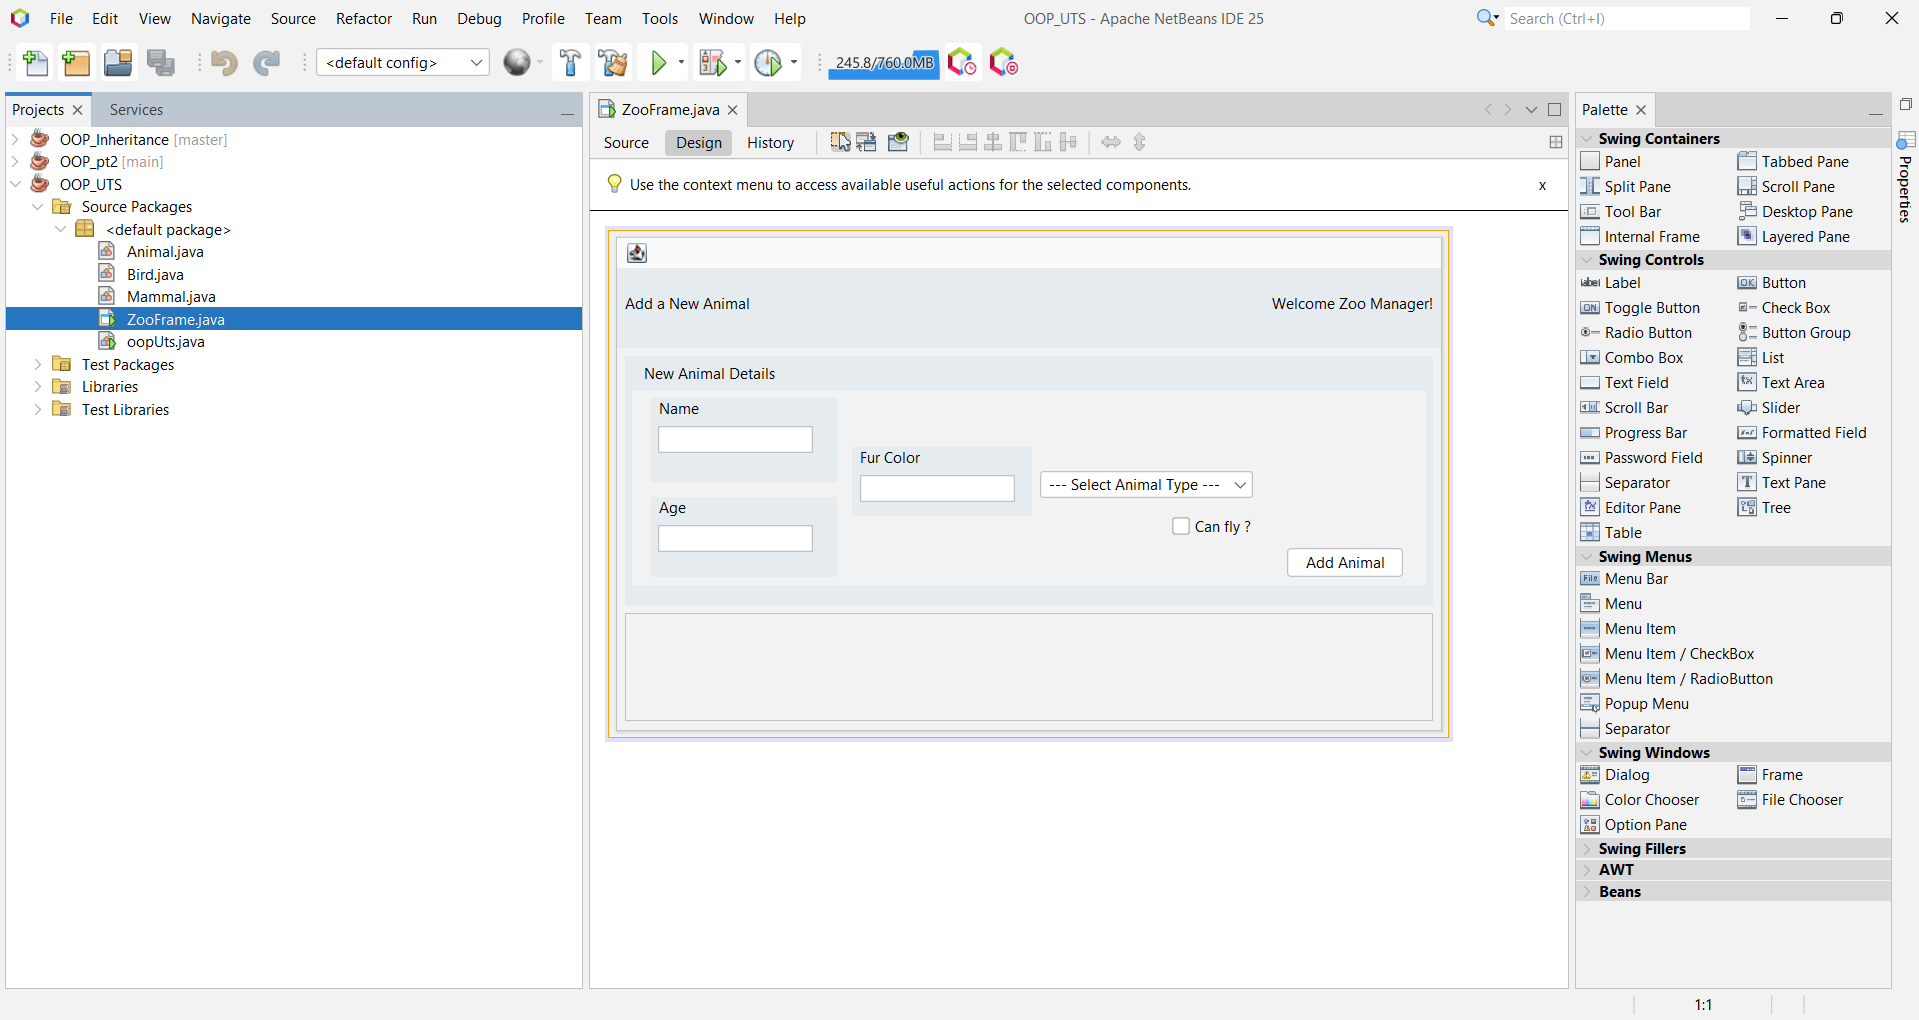 File Edit View Navigate Source Refactor Run Debug Profile Team Tools Window Help
OOP_UTS - Apache NetBeans IDE 25
Search (Ctrl+I)
<default config>
245.8/760.0MB
Projects
Services
OOP_Inheritance [master]
OOP_pt2 [main]
OOP_UTS
Source Packages
<default package>
Animal.java
Bird.java
Mammal.java
ZooFrame.java
oopUts.java
Test Packages
Libraries
Test Libraries
ZooFrame.java
Source Design History
Use the context menu to access available useful actions for the selected components.
x
Add a New Animal
Welcome Zoo Manager!
New Animal Details
Name
Fur Color
--- Select Animal Type ---
Age
Can fly ?
Add Animal
Palette
Swing Containers
Panel
Tabbed Pane
Split Pane
Scroll Pane
Tool Bar
Desktop Pane
Internal Frame
Layered Pane
Swing Controls
Label
Button
Toggle Button
Check Box
Radio Button
Button Group
Combo Box
List
Text Field
Text Area
Scroll Bar
Slider
Progress Bar
Formatted Field
Password Field
Spinner
Separator
Text Pane
Editor Pane
Tree
Table
Swing Menus
Menu Bar
Menu
Menu Item
Menu Item / CheckBox
Menu Item / RadioButton
Popup Menu
Separator
Swing Windows
Dialog
Frame
Color Chooser
File Chooser
Option Pane
Swing Fillers
AWT
Beans
Properties
1:1